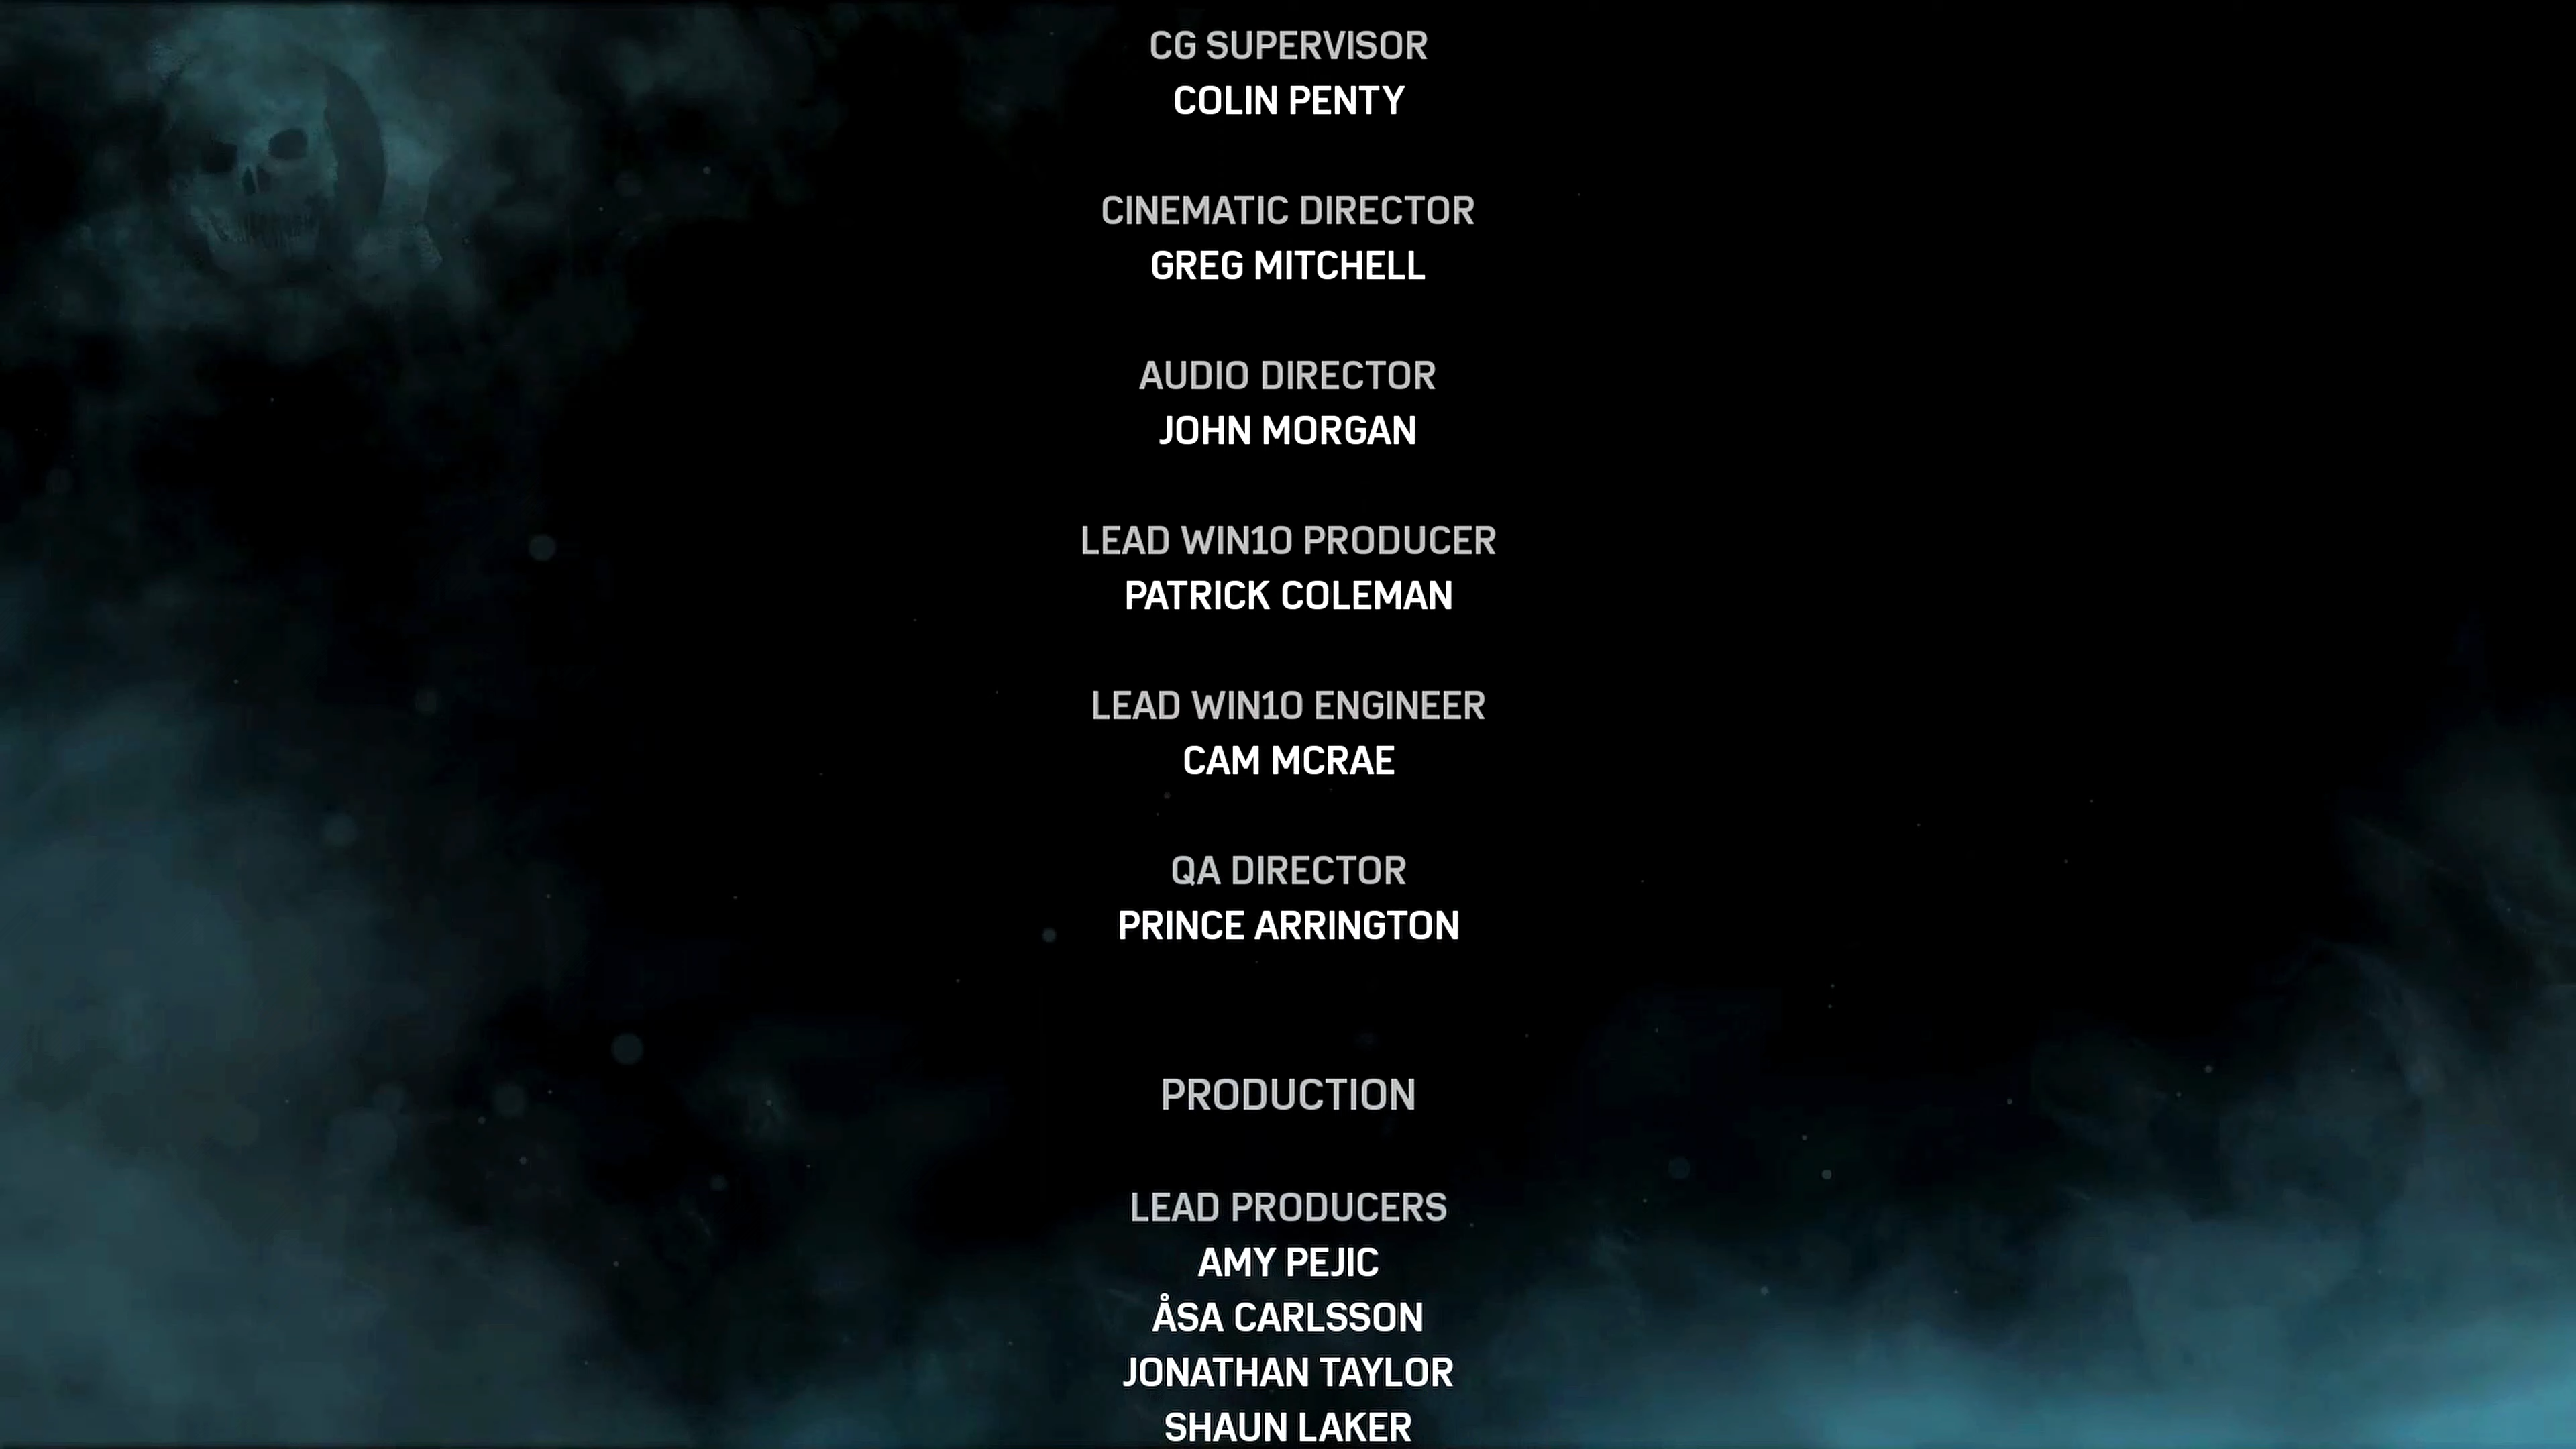 CG SUPERVISOR
COLIN PENTY
CINEMATIC DIRECTOR
GREG MITCHELL
AUDIO DIRECTOR
JOHN MORGAN
LEAD WIN10 PRODUCER
PATRICK COLEMAN
LEAD WIN10 ENGINEER
CAM MCRAE
QA DIRECTOR
PRINCE ARRINGTON
PRODUCTION
LEAD PRODUCERS
AMY PEJIC
ÅSA CARLSSON
JONATHAN TAYLOR
SHAUN LAKER